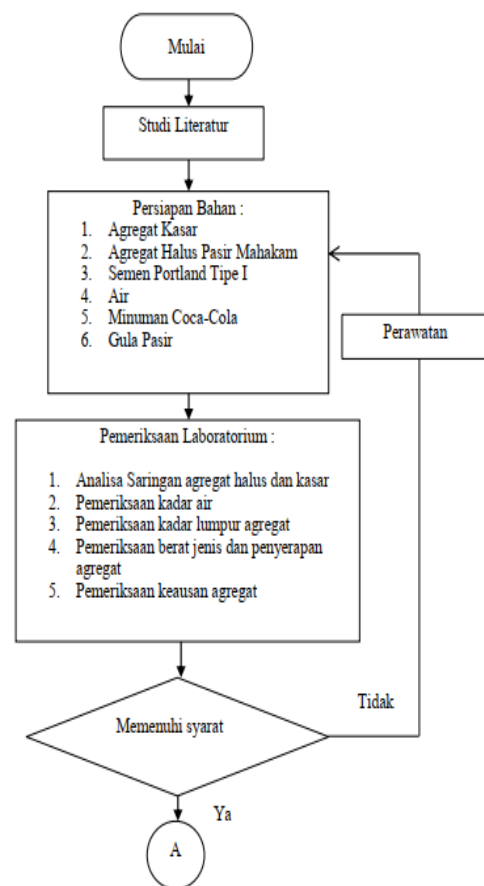 Mulai
Studi Literatur
Persiapan Bahan :
1. Agregat Kasar
2. Agregat Halus Pasir Mahakam
3. Semen Portland Tipe I
4. Air
5. Minuman Coca-Cola
6. Gula Pasir
Perawatan
Pemeriksaan Laboratorium :
1. Analisa Saringan agregat halus dan kasar
2. Pemeriksaan kadar air
3. Pemeriksaan kadar lumpur agregat
4. Pemeriksaan berat jenis dan penyerapan
agregat
5. Pemeriksaan keausan agregat
Memenuhi syarat
Tidak
Ya
A